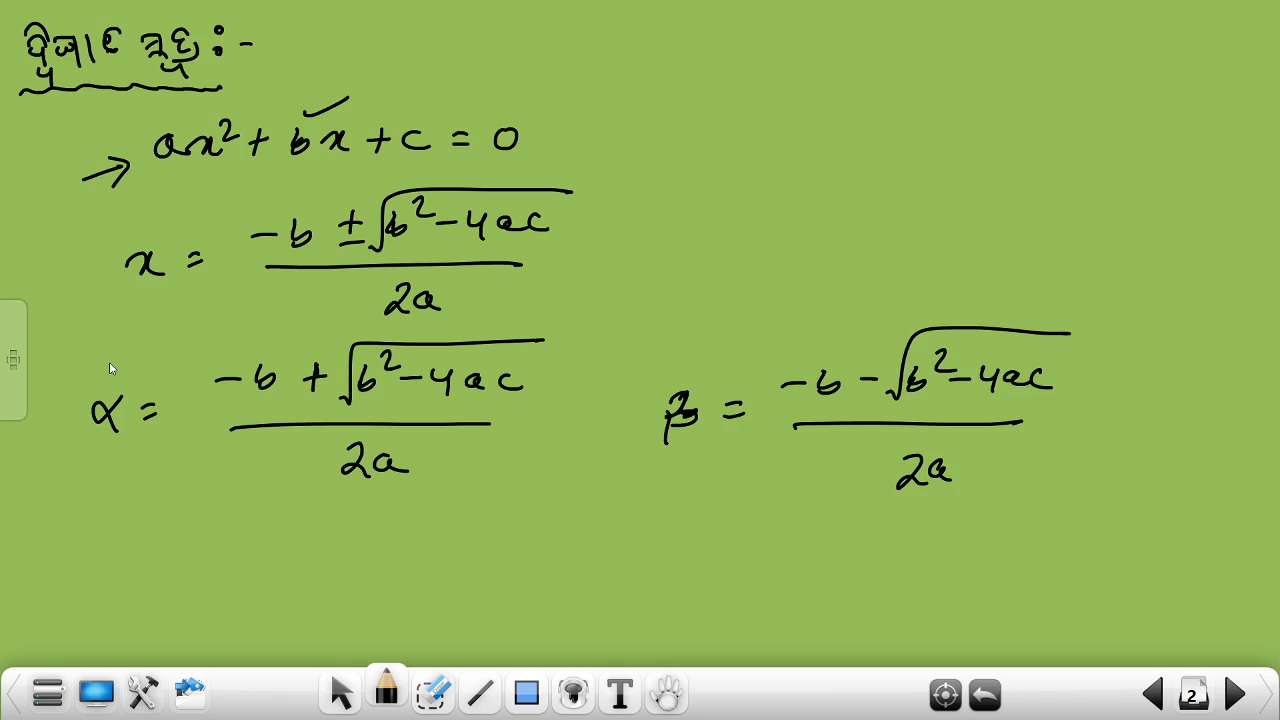 :-
ax² + bx + c = 0
x = (-b ± √(b² - 4ac)) / 2a
α = (-b + √(b² - 4ac)) / 2a
β = (-b - √(b² - 4ac)) / 2a
T 2